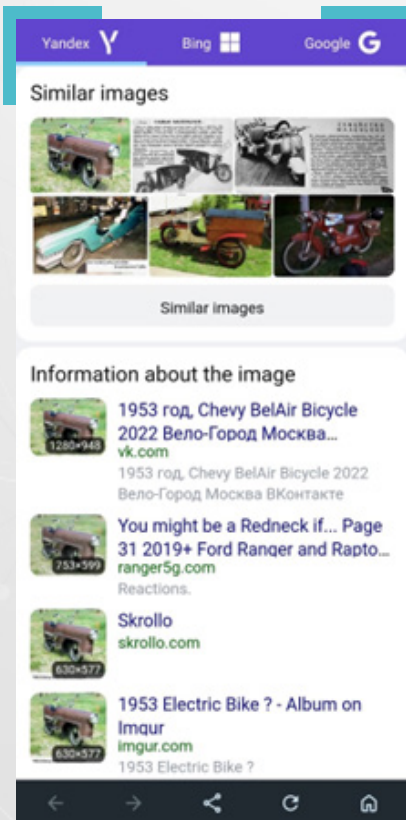 Yandex Bing Google
Similar images
Similar images
Information about the image
1953 год, Chevy BelAir Bicycle
2022 Вело-Город Москва...
vk.com
1953 год, Chevy BelAir Bicycle 2022
Вело-Город Москва ВКонтакте
1280×948
You might be a Redneck if... Page
31 2019+ Ford Ranger and Rapto...
ranger5g.com
Reactions.
753×599
Skrollo
skrollo.com
630×577
1953 Electric Bike ? - Album on
Imgur
imgur.com
1953 Electric Bike ?
630×577